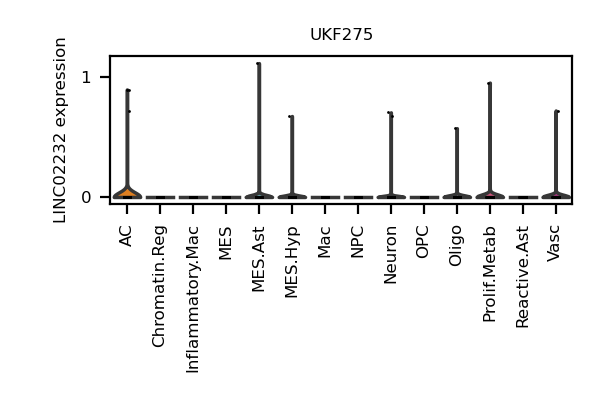 UKF275
LINC02232 expression
1
0
AC
Chromatin.Reg
Inflammatory.Mac
MES
MES.Ast
MES.Hyp
Mac
NPC
Neuron
OPC
Oligo
Prolif.Metab
Reactive.Ast
Vasc